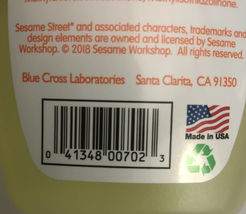 Sesame Street® and associated characters, trademarks and
design elements are owned and licensed by Sesame
Workshop. © 2018 Sesame Workshop. All rights reserved.
Blue Cross Laboratories Santa Clarita, CA 91350
MADE IN
USA
0 41348 00702 3